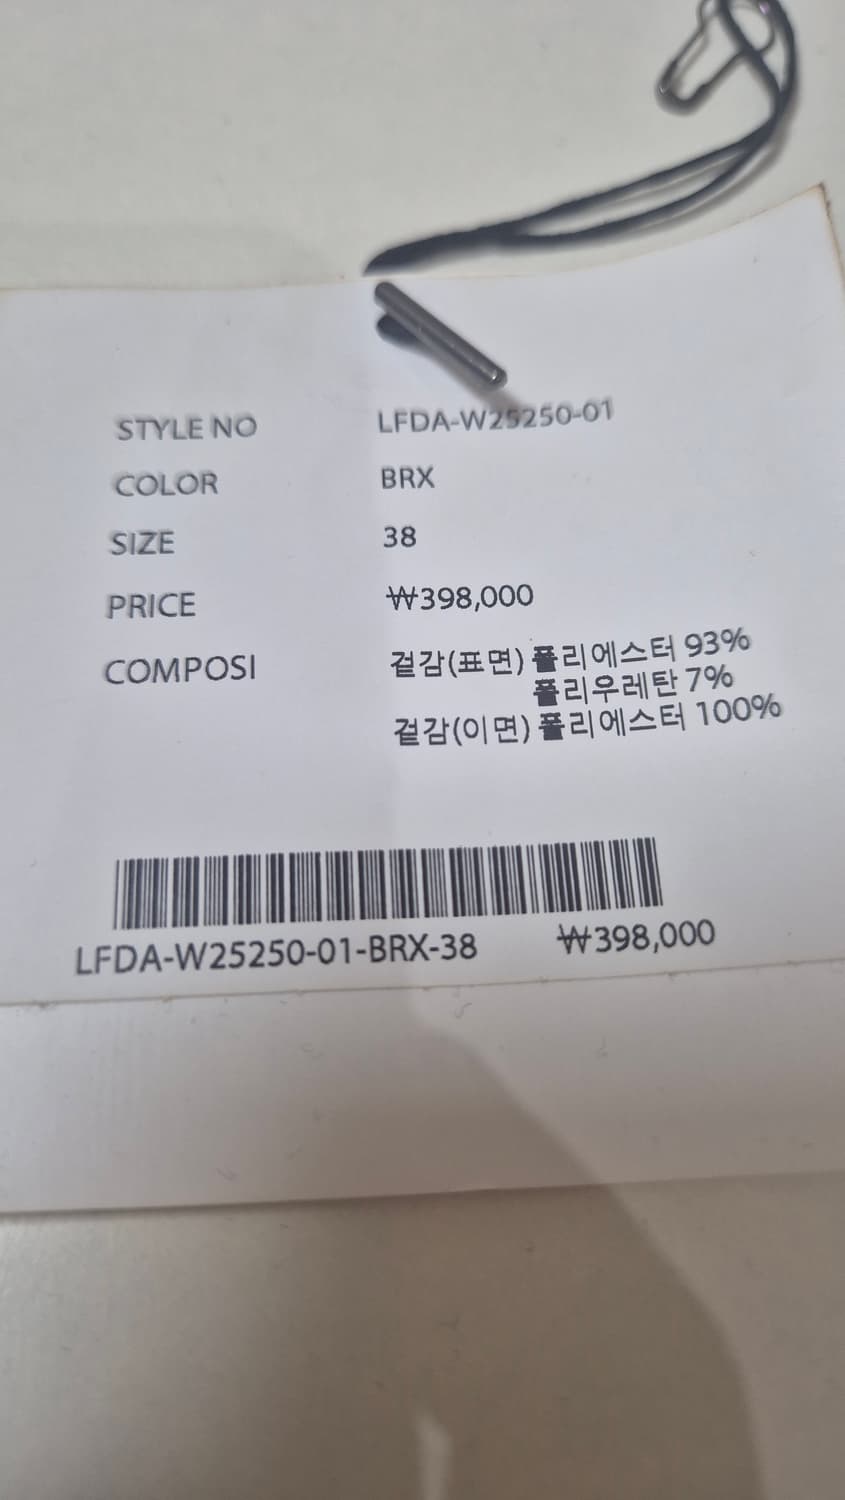 STYLE NO LFDA-W25250-01
COLOR BRX
SIZE 38
PRICE ₩398,000
COMPOSI 겉감(표면) 폴리에스터 93%
폴리우레탄 7%
겉감(이면) 폴리에스터 100%
LFDA-W25250-01-BRX-38 ₩398,000